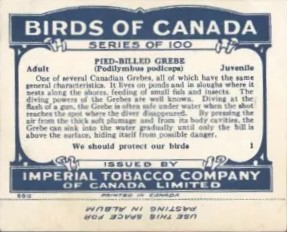 BIRDS OF CANADA
SERIES OF 100
PIED-BILLED GREBE
Adult (Podilymbus podiceps) Juvenile
One of several Canadian Grebes, all of which have the same
general characteristics. It lives on ponds and in sloughs where it
nests along the shores, feeding of small fish and insects. The
diving powers of the Grebes are well known. Diving at the
flash of a gun, the Grebe is often safe under water when the shot
reaches the spot where the diver disappeared. By pressing the
air from the thick soft plumage and from its body cavities, the
Grebe can sink into the water gradually until only the bill is
above the surface, hiding itself from possible danger.
We should protect our birds 1
ISSUED BY
IMPERIAL TOBACCO COMPANY
OF CANADA LIMITED
PRINTED IN CANADA
USE THIS SPACE FOR
PASTING IN ALBUM